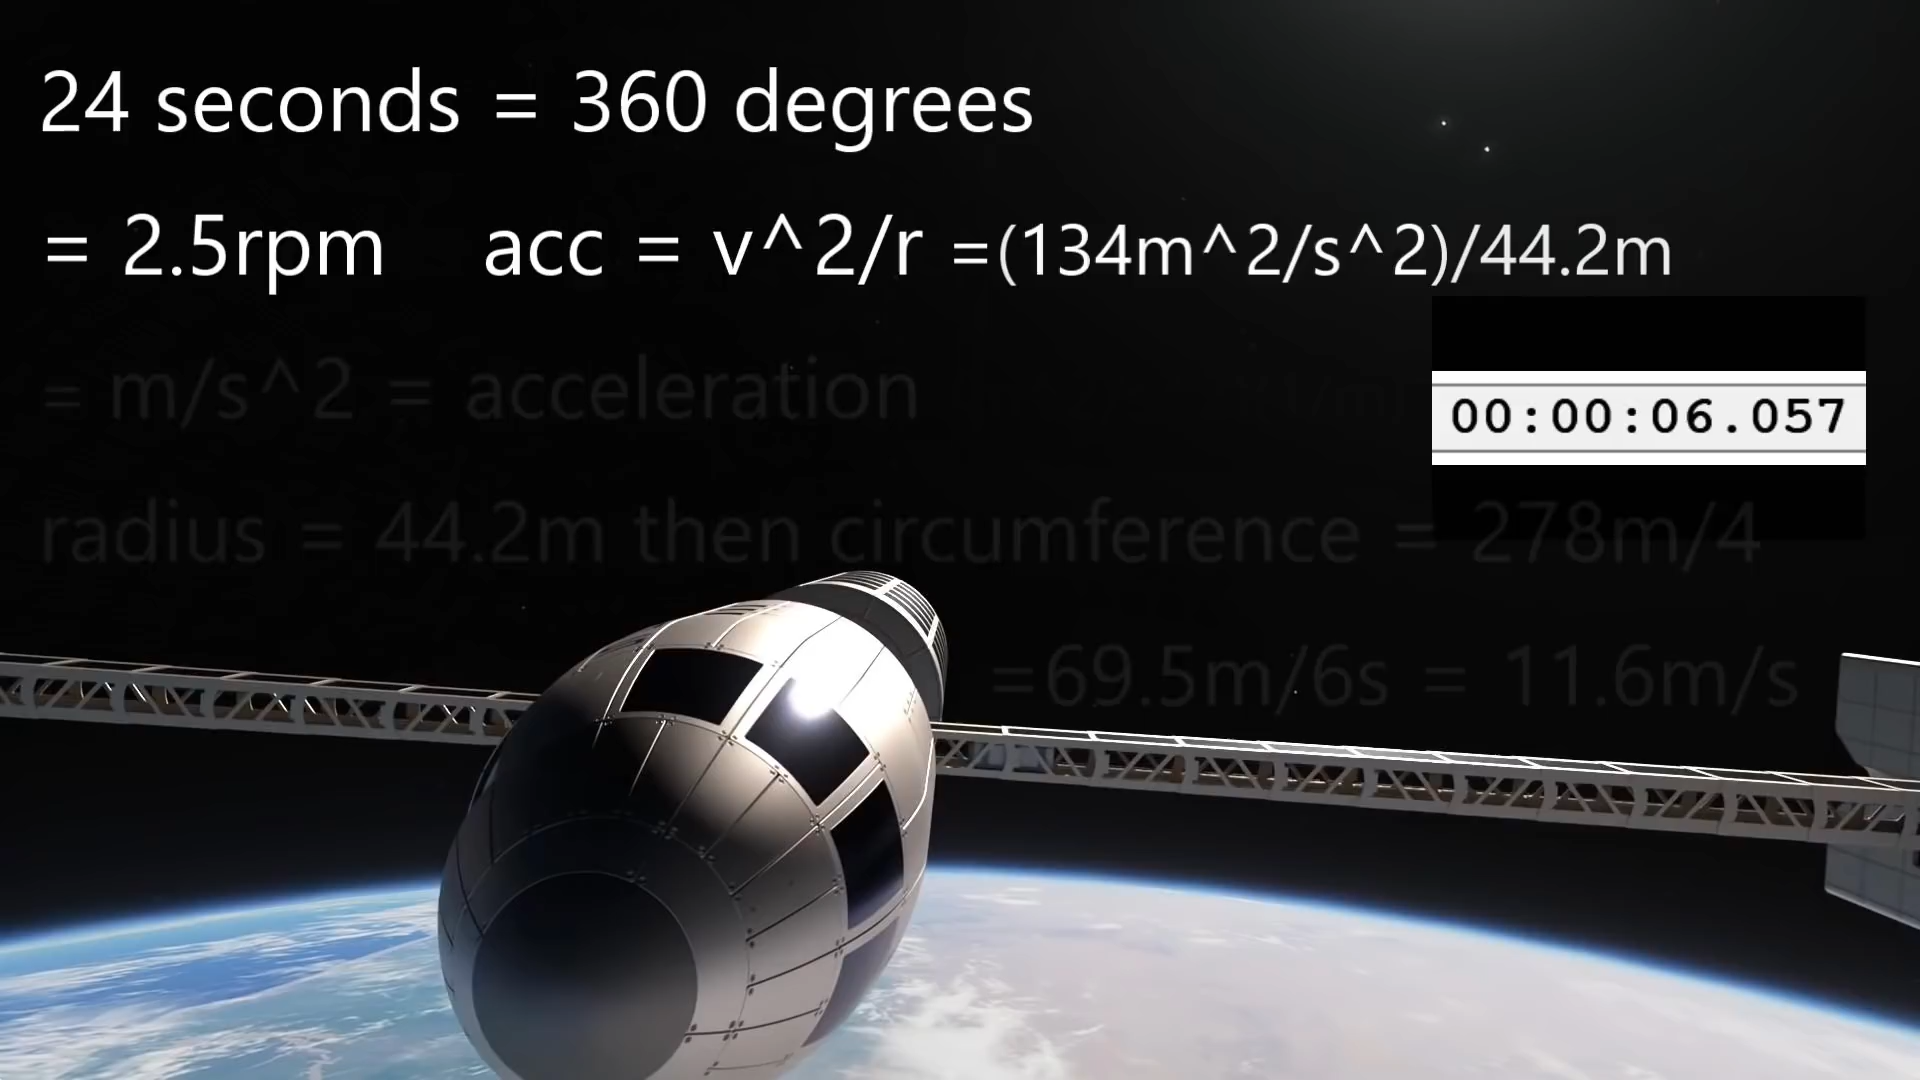 24 seconds = 360 degrees
= 2.5rpm acc = v^2/r =(134m^2/s^2)/44.2m
= m/s^2 = acceleration
00:00:06.057
radius = 44.2m then circumference = 278m/4
=69.5m/6s = 11.6m/s